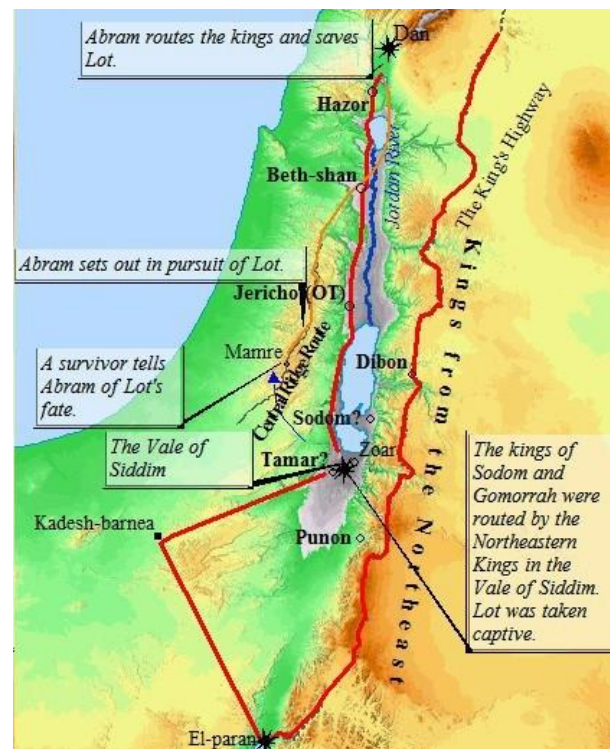 Abram routes the kings and saves
Lot.
Dan
Hazor
The King's Highway
Beth-shan
Jordan River
Abram sets out in pursuit of Lot.
Jericho (OT)
Mamre
Central Ridge Route
Dibon
A survivor tells
Abram of Lot's
fate.
Sodom?
The Vale of
Siddim
Tamar?
Zoar
Kadesh-barnea
Punon
The kings of
Sodom and
Gomorrah were
routed by the
Northeastern
Kings in the
Vale of Siddim.
Lot was taken
captive.
Kings from the Northeast
El-paran